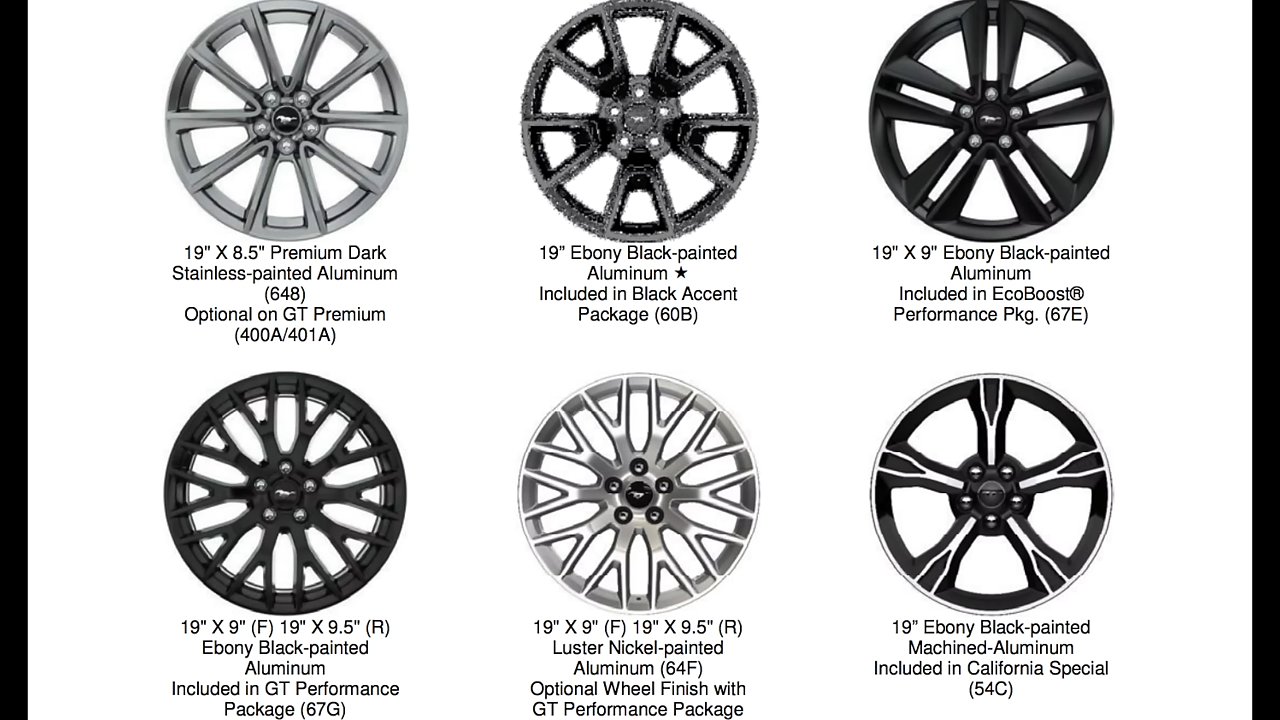 19" X 8.5" Premium Dark
Stainless-painted Aluminum
(648)
Optional on GT Premium
(400A/401A)
19” Ebony Black-painted
Aluminum ★
Included in Black Accent
Package (60B)
19" X 9" Ebony Black-painted
Aluminum
Included in EcoBoost®
Performance Pkg. (67E)
19" X 9" (F) 19" X 9.5" (R)
Ebony Black-painted
Aluminum
Included in GT Performance
Package (67G)
19" X 9" (F) 19" X 9.5" (R)
Luster Nickel-painted
Aluminum (64F)
Optional Wheel Finish with
GT Performance Package
19” Ebony Black-painted
Machined-Aluminum
Included in California Special
(54C)